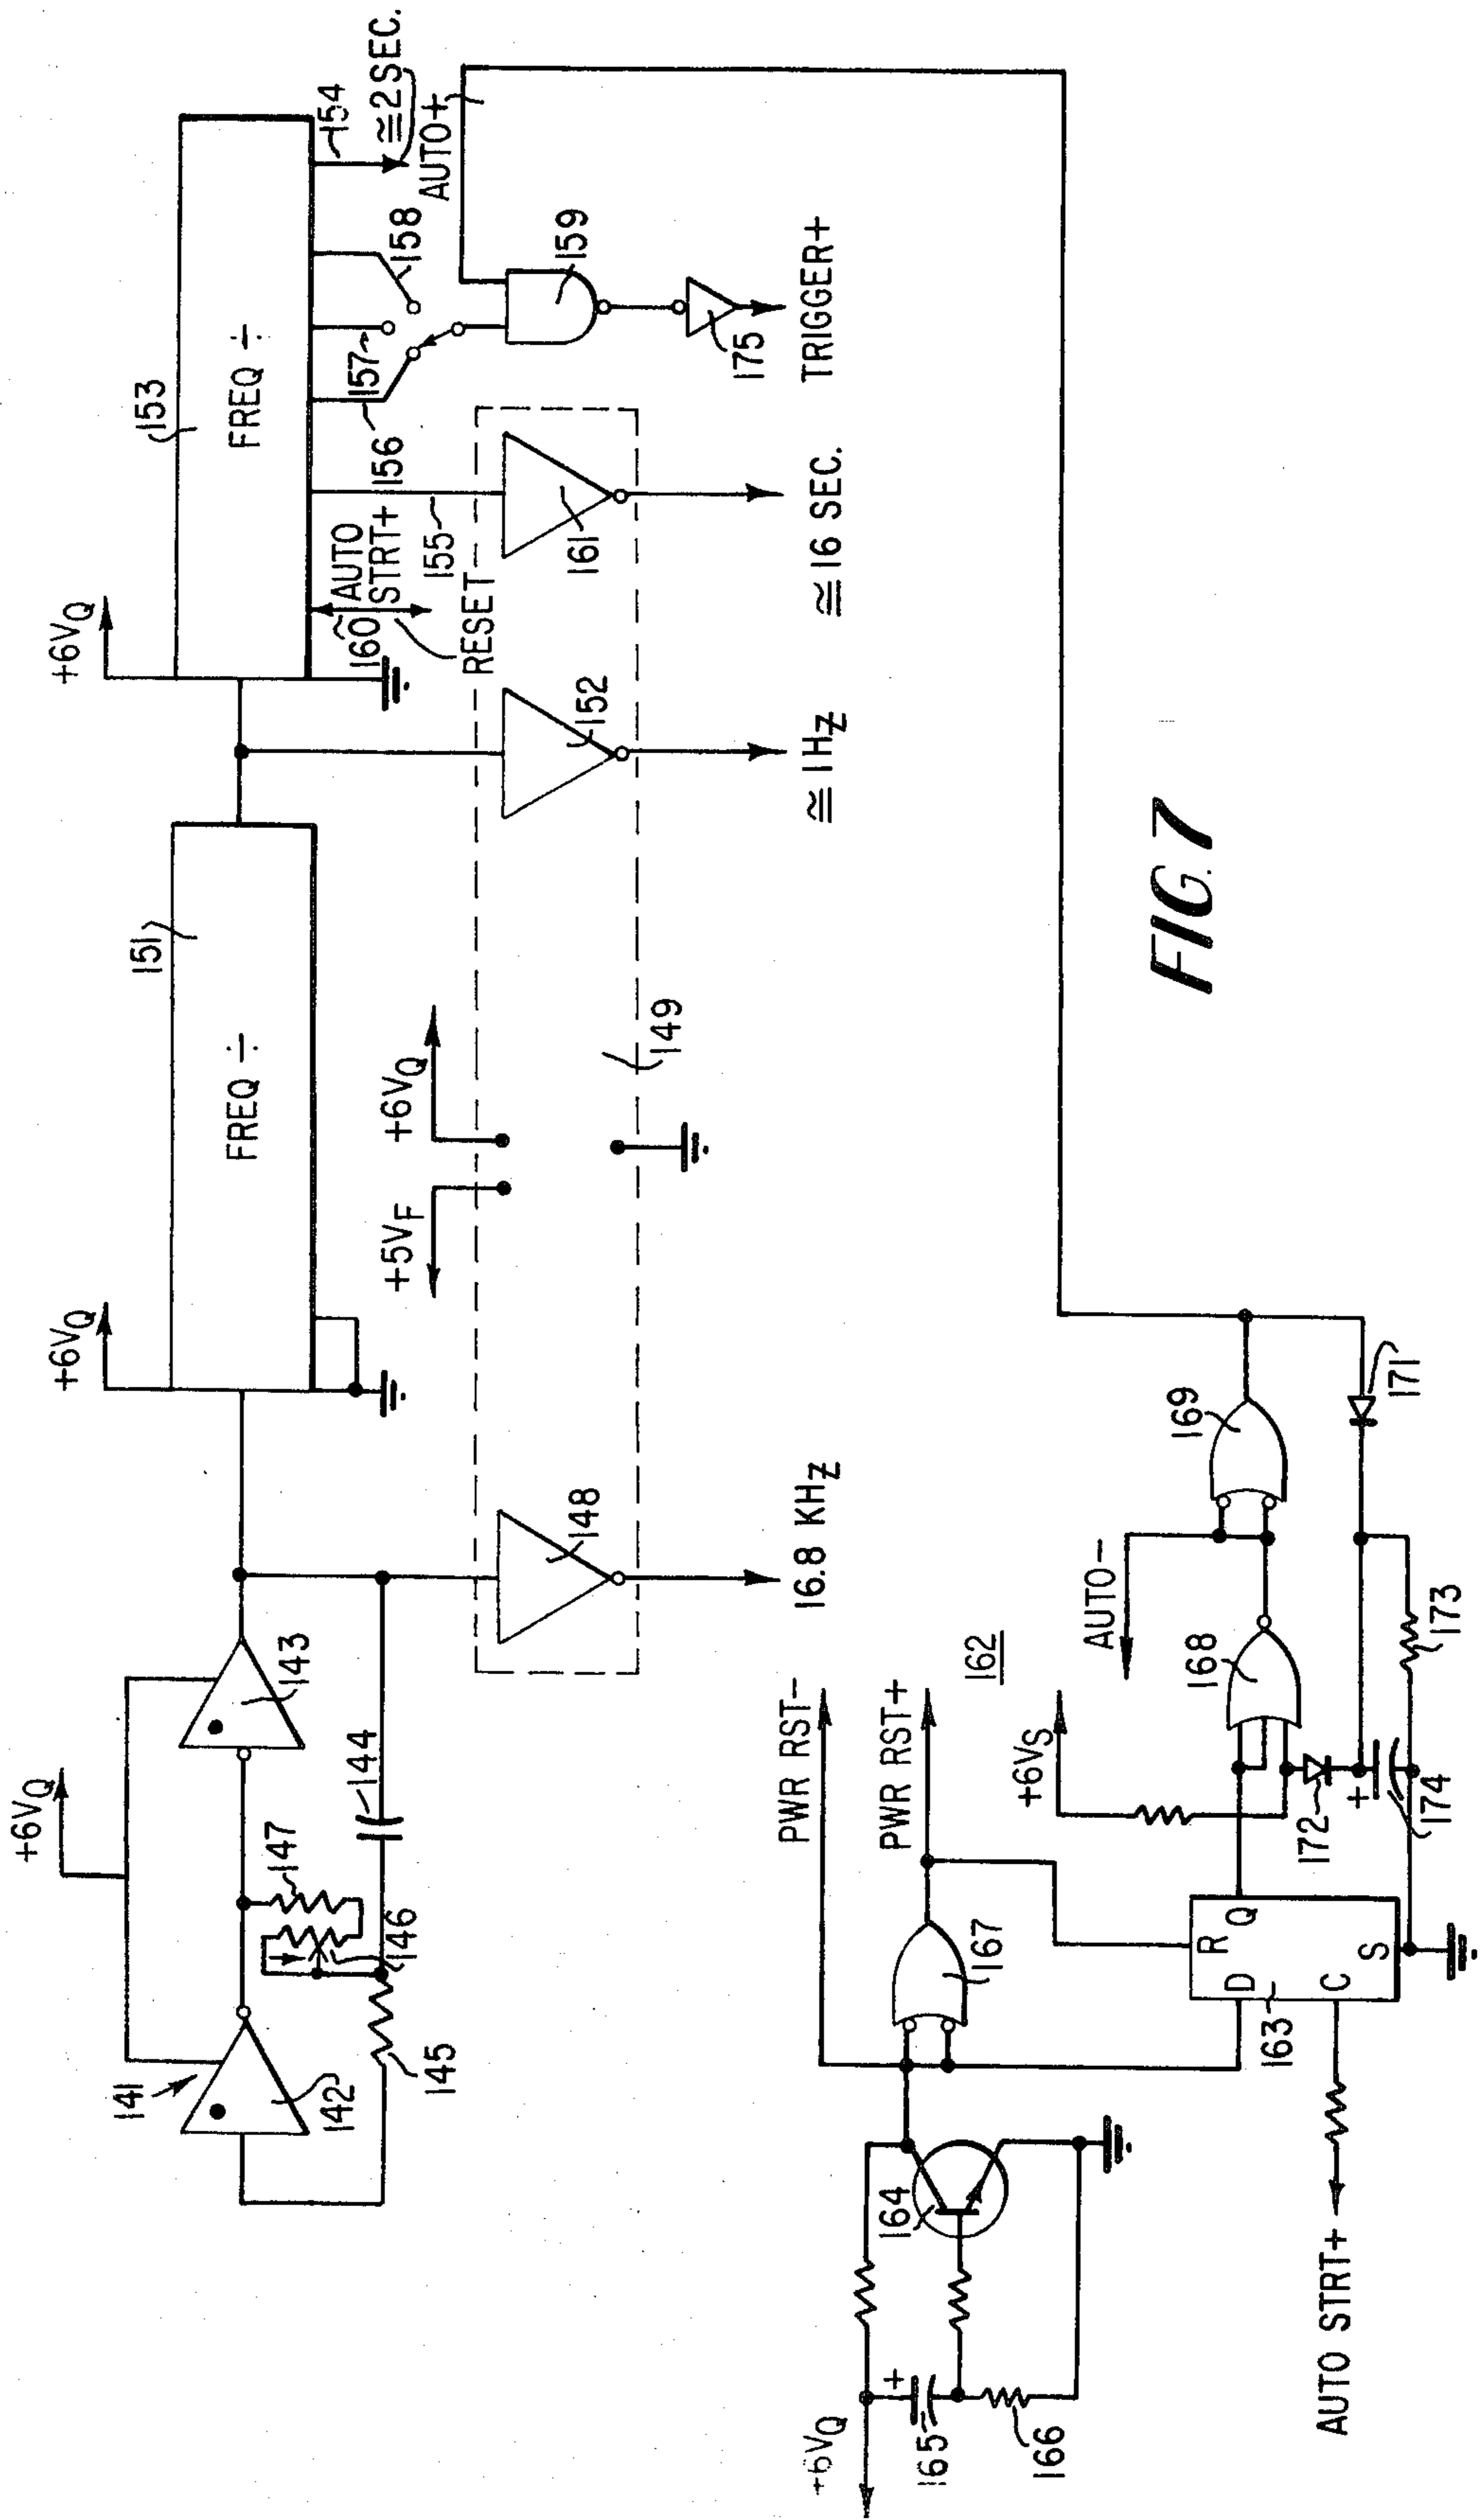 +6VQ
141
142
143
147
146
144
145
148
16.8 KHZ
+6VQ
151
FREQ ÷
+5VF
+6VQ
149
152
≅ 1HZ
+6VQ
153
FREQ ÷
160
AUTO
STRT+
RESET
155
156
157
158
154
≅2SEC.
AUTO+
161
≅16 SEC.
159
175
TRIGGER+
+6VQ
165
166
164
167
PWR RST-
PWR RST+
162
AUTO STRT+
163
D
R
Q
C
S
+6VS
172
174
173
168
AUTO-
169
171
FIG. 7